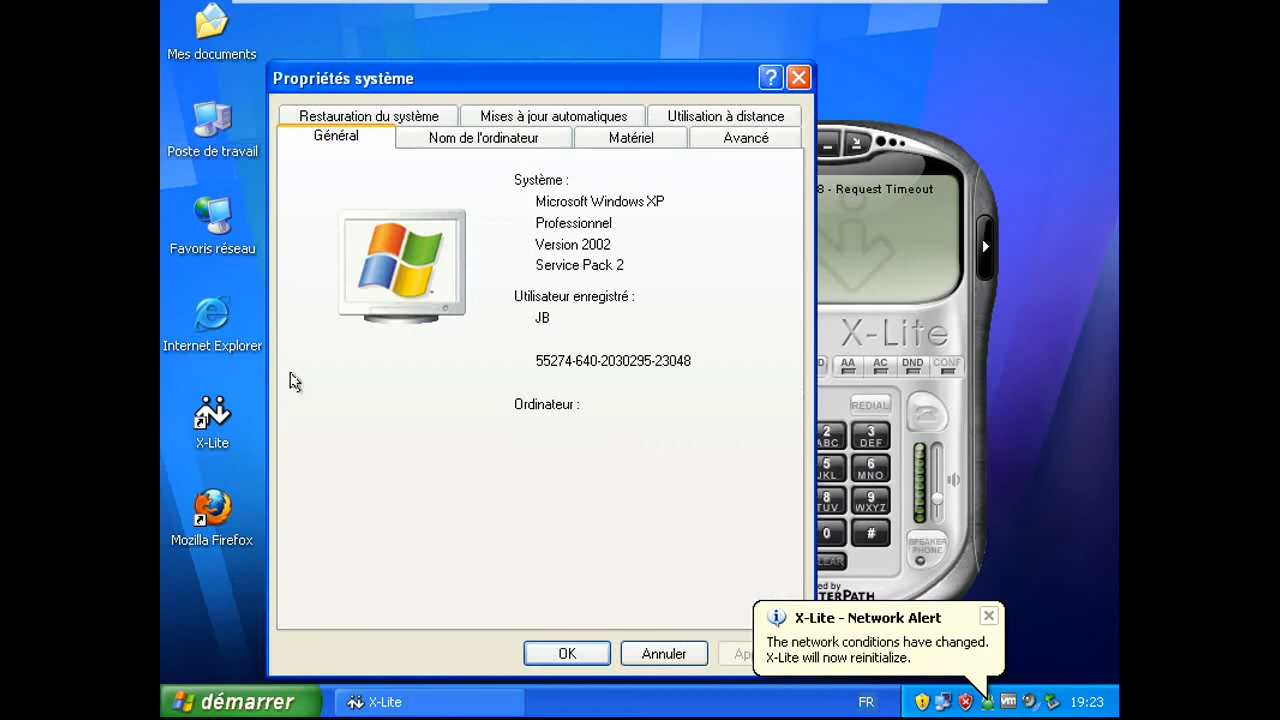 Mes documents
Poste de travail
Favoris réseau
Internet Explorer
X-Lite
Mozilla Firefox
Propriétés système
?
Restauration du système
Mises à jour automatiques
Utilisation à distance
Général
Nom de l'ordinateur
Matériel
Avancé
Système :
Microsoft Windows XP
Professionnel
Version 2002
Service Pack 2
Utilisateur enregistré :
JB
55274-640-2030295-23048
Ordinateur :
OK
Annuler
8 - Request Timeout
X-Lite
AA
AC
DND
CONF
REDIAL
2
ABC
3
DEF
5
JKL
6
MNO
8
TUV
9
WXYZ
0
#
SPEAKER
PHONE
X-Lite - Network Alert
The network conditions have changed.
X-Lite will now reinitialize.
démarrer
X-Lite
FR
vm
19:23